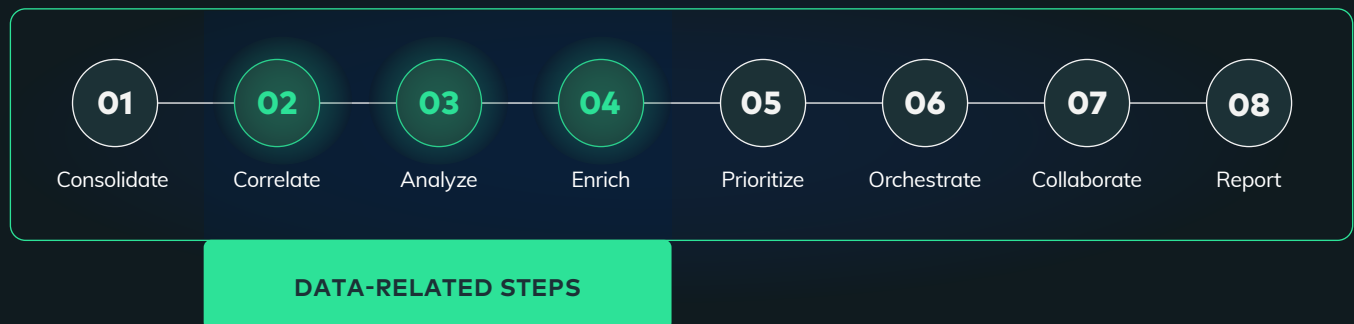 01 02 03 04 05 06 07 08
Consolidate Correlate Analyze Enrich Prioritize Orchestrate Collaborate Report
DATA-RELATED STEPS